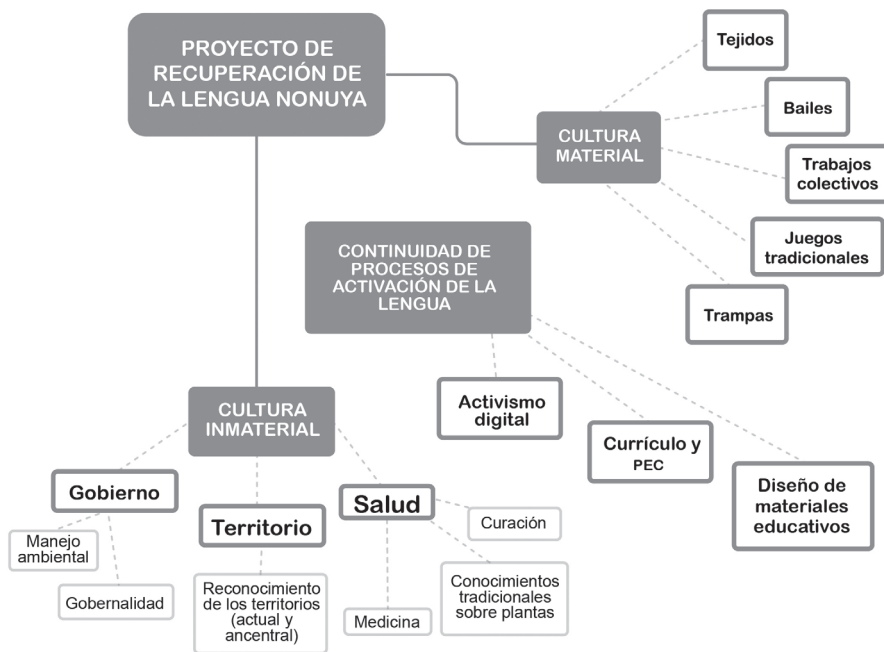 PROYECTO DE
RECUPERACIÓN DE
LA LENGUA NONUYA
CULTURA
MATERIAL
Tejidos
Bailes
Trabajos
colectivos
Juegos
tradicionales
Trampas
CONTINUIDAD DE
PROCESOS DE
ACTIVACIÓN DE LA
LENGUA
Activismo
digital
Currículo y
PEC
Diseño de
materiales
educativos
CULTURA
INMATERIAL
Gobierno
Manejo
ambiental
Gobernalidad
Territorio
Reconocimiento
de los territorios
(actual y
ancentral)
Salud
Curación
Medicina
Conocimientos
tradicionales
sobre plantas